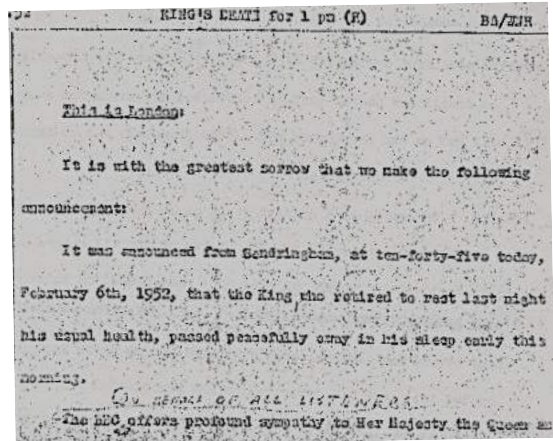 .52 KING'S DEATH for 1 pm (R) BA/
This is London:
It is with the greatest sorrow that we make the following
announcement:
It was announced from Sandringham, at ten-forty-five today,
February 6th, 1952, that the King who retired to rest last night
his usual health, passed peacefully away in his sleep early this
morning.
ON BEHALF OF ALL LISTENERS
The BBC offers profound sympathy to Her Majesty the Queen an